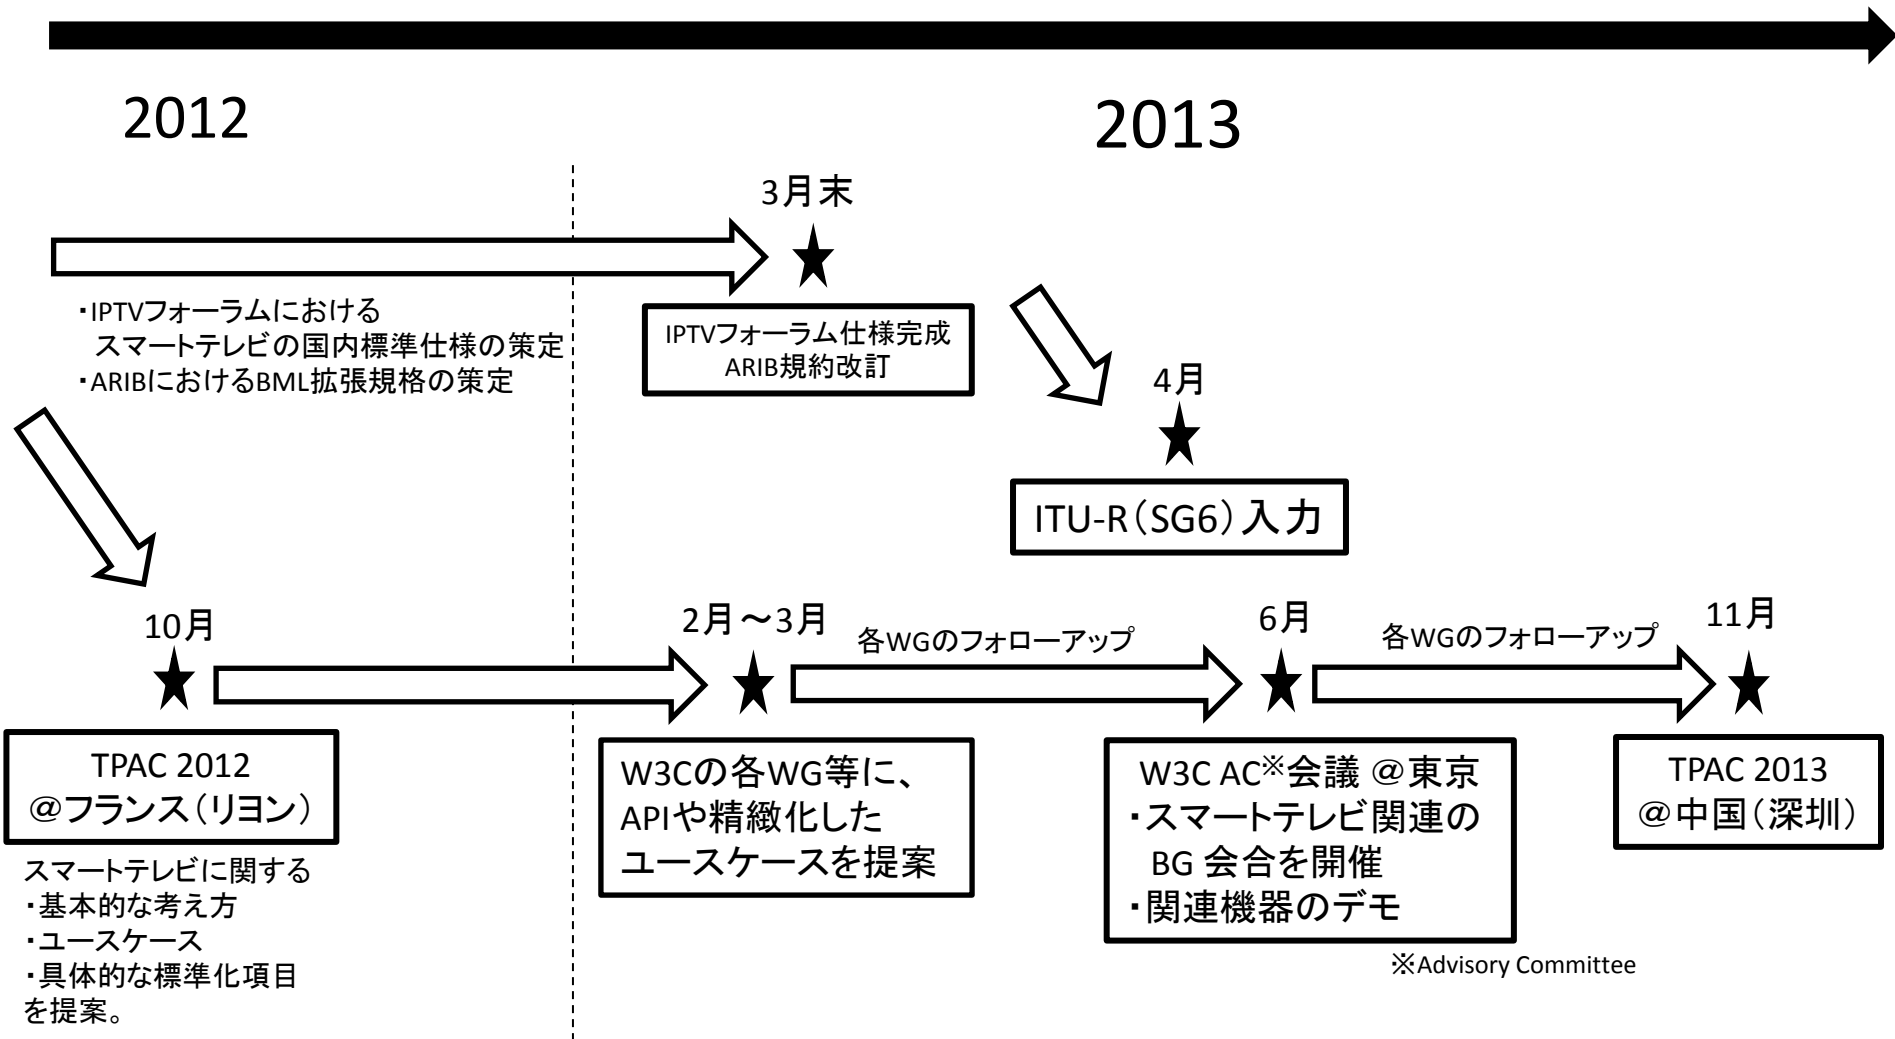 2012
2013
3月末
・IPTVフォーラムにおける
スマートテレビの国内標準仕様の策定
・ARIBにおけるBML拡張規格の策定
IPTVフォーラム仕様完成
ARIB規約改訂
4月
ITU-R（SG6）入力
10月
2月～3月
各WGのフォローアップ
6月
各WGのフォローアップ
11月
TPAC 2012
＠フランス（リヨン）
スマートテレビに関する
・基本的な考え方
・ユースケース
・具体的な標準化項目
を提案。
W3Cの各WG等に、
APIや精緻化した
ユースケースを提案
W3C AC※会議 ＠東京
・スマートテレビ関連の
BG 会合を開催
・関連機器のデモ
※Advisory Committee
TPAC 2013
＠中国（深圳）